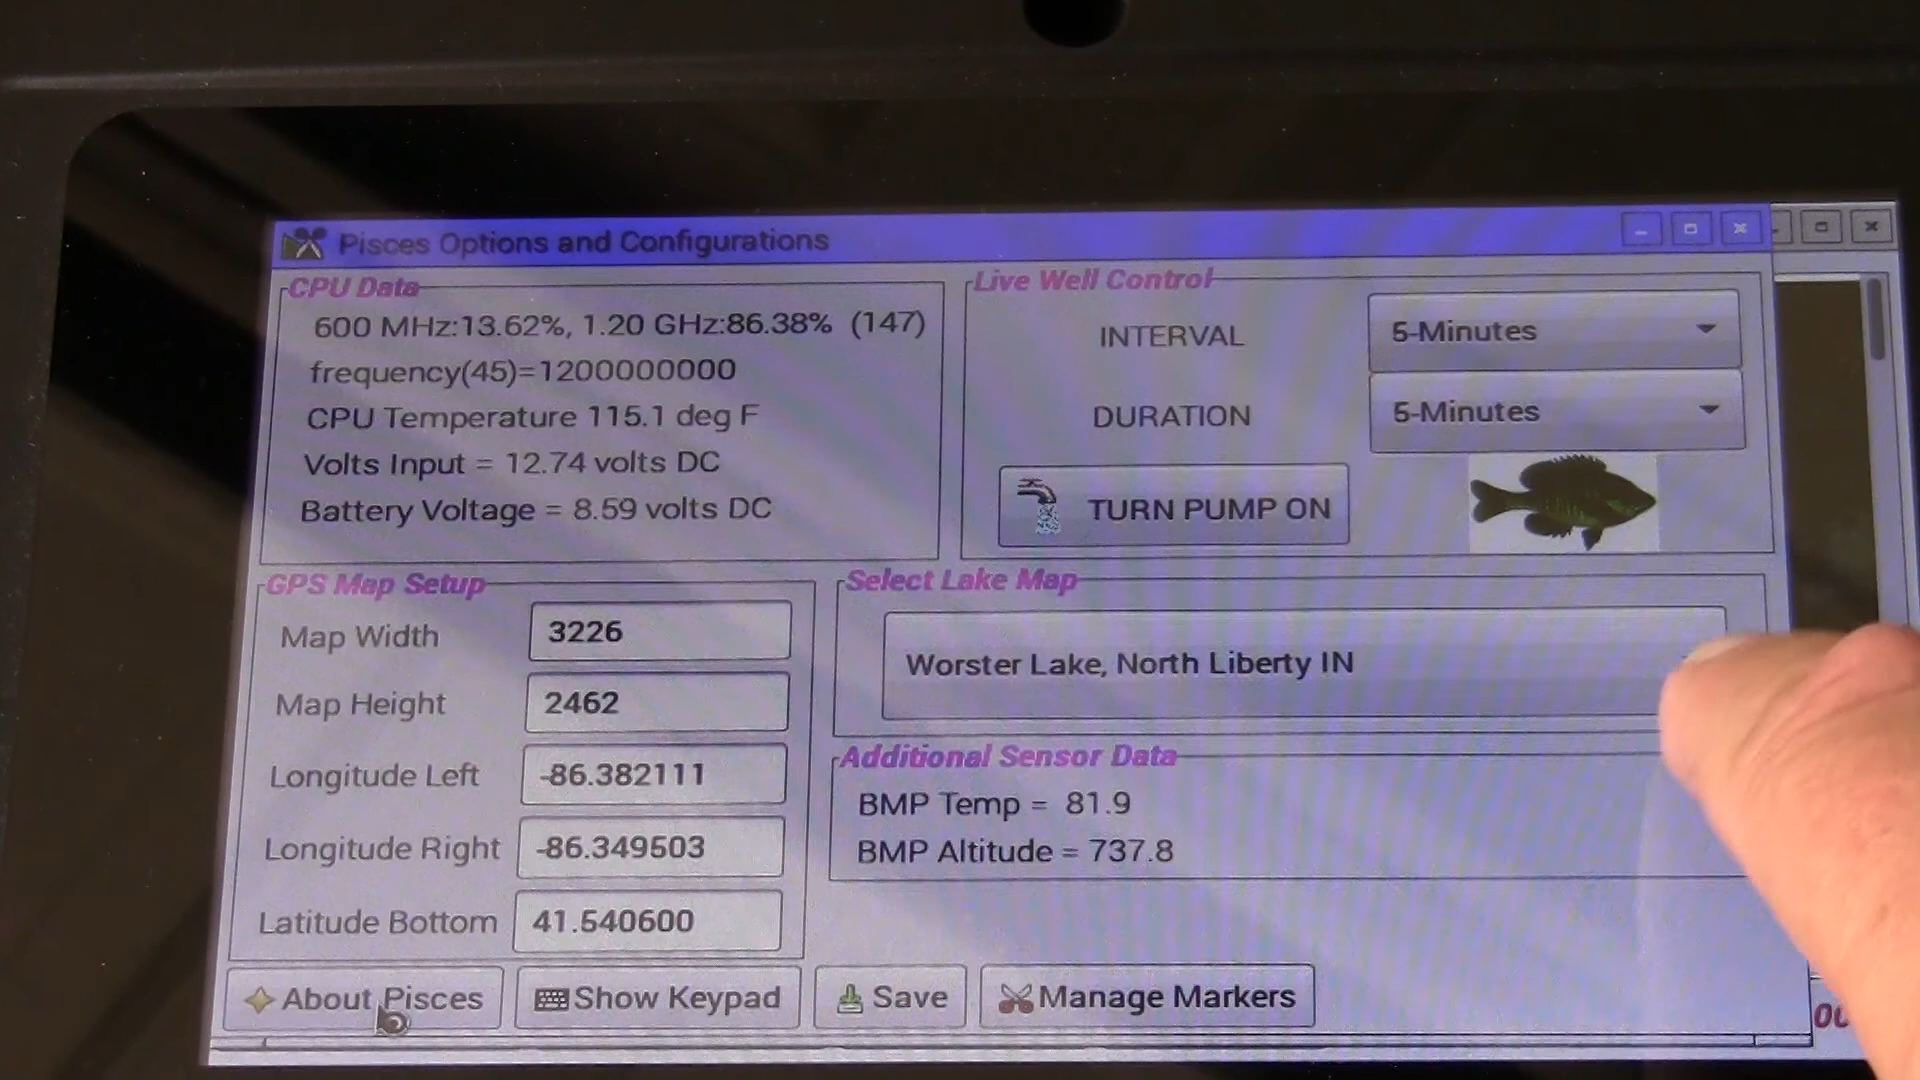 Pisces Options and Configurations
CPU Data
600 MHz:13.62%, 1.20 GHz:86.38% (147)
frequency(45)=1200000000
CPU Temperature 115.1 deg F
Volts Input = 12.74 volts DC
Battery Voltage = 8.59 volts DC
Live Well Control
INTERVAL 5-Minutes
DURATION 5-Minutes
TURN PUMP ON
GPS Map Setup
Map Width 3226
Map Height 2462
Longitude Left -86.382111
Longitude Right -86.349503
Latitude Bottom 41.540600
Select Lake Map
Worster Lake, North Liberty IN
Additional Sensor Data
BMP Temp = 81.9
BMP Altitude = 737.8
About Pisces
Show Keypad
Save
Manage Markers